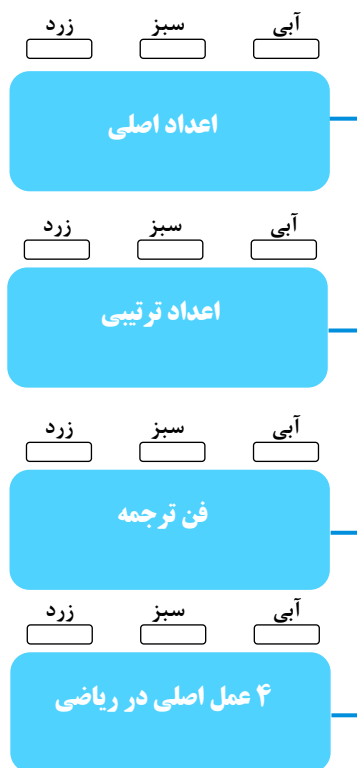 آبی سبز زرد
اعداد اصلی
آبی سبز زرد
اعداد ترتیبی
آبی سبز زرد
فن ترجمه
آبی سبز زرد
۴ عمل اصلی در ریاضی